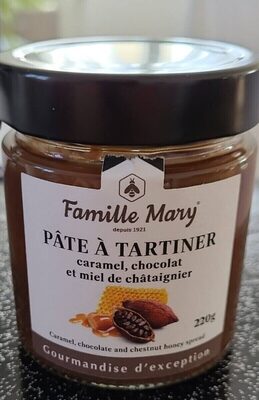 Famille Mary®
depuis 1921
PÂTE À TARTINER
caramel, chocolat
et miel de châtaignier
220g
Caramel, chocolate and chestnut honey spread
Gourmandise d'exception